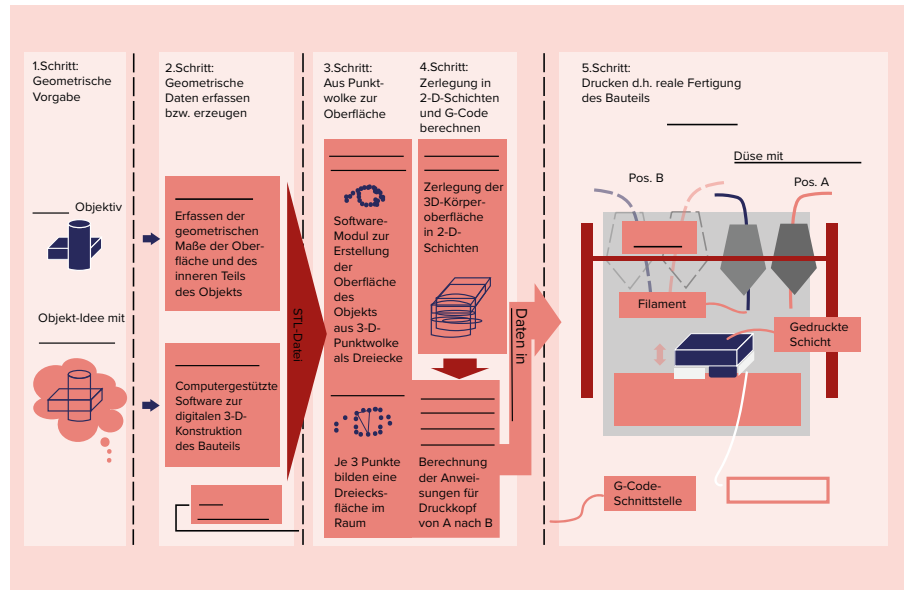 1.Schritt:
Geometrische
Vorgabe
Objektiv
Objekt-Idee mit
2.Schritt:
Geometrische
Daten erfassen
bzw. erzeugen
Erfassen der
geometrischen
Maße der Ober-
fläche und des
inneren Teils
des Objekts
Computergestützte
Software zur
digitalen 3-D-
Konstruktion
des Bauteils
STL-Datei
3.Schritt:
Aus Punkt-
wolke zur
Oberfläche
Software-
Modul zur
Erstellung
der
Oberfläche
des
Objekts
aus 3-D-
Punktwolke
als Dreiecke
Je 3 Punkte
bilden eine
Dreiecks-
fläche im
Raum
4.Schritt:
Zerlegung in
2-D-Schichten
und G-Code
berechnen
Zerlegung der
3D-Körper-
oberfläche
in 2-D-
Schichten
Berechnung
der Anwei-
sungen für
Druckkopf
von A nach B
Daten in
5.Schritt:
Drucken d.h. reale Fertigung
des Bauteils
Düse mit
Pos. B
Pos. A
Filament
Gedruckte
Schicht
G-Code-
Schnittstelle